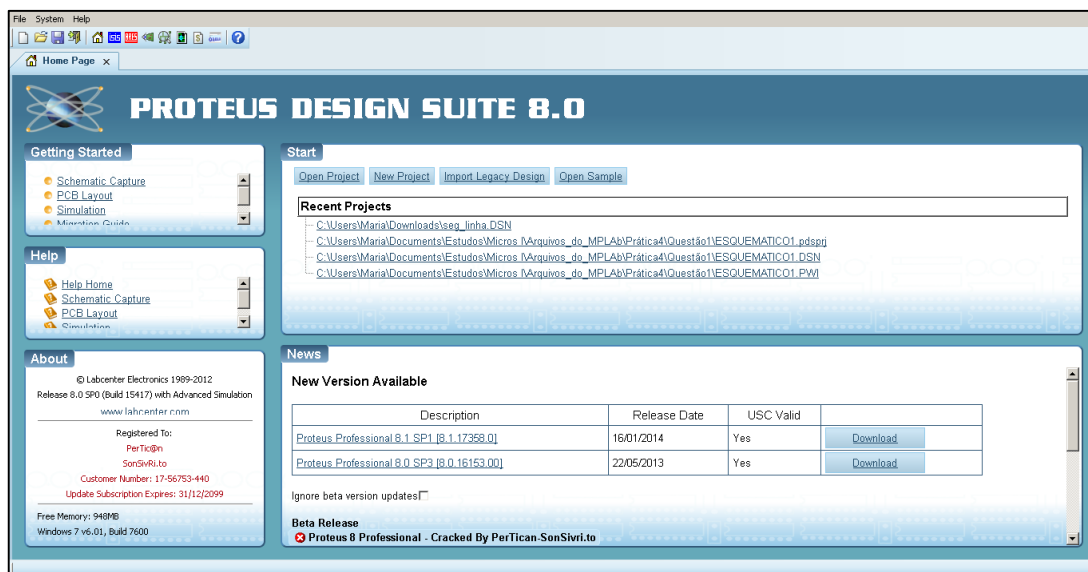 File System Help
Home Page x
PROTEUS DESIGN SUITE 8.0
Getting Started
Schematic Capture
PCB Layout
Simulation
Migration Guide
Help
Help Home
Schematic Capture
PCB Layout
Simulation
About
© Labcenter Electronics 1989-2012
Release 8.0 SP0 (Build 15417) with Advanced Simulation
www.labcenter.com
Registered To:
PerTic@n
SonSivRi.to
Customer Number: 17-56753-440
Update Subscription Expires: 31/12/2099
Free Memory: 948MB
Windows 7 v6.01, Build 7600
Start
Open Project New Project Import Legacy Design Open Sample
Recent Projects
C:\Users\Maria\Downloads\seg_linha.DSN
C:\Users\Maria\Documents\Estudos\Micros I\Arquivos_do_MPLAb\Prática4\Questão1\ESQUEMATICO1.pdsprj
C:\Users\Maria\Documents\Estudos\Micros I\Arquivos_do_MPLAb\Prática4\Questão1\ESQUEMATICO1.DSN
C:\Users\Maria\Documents\Estudos\Micros I\Arquivos_do_MPLAb\Prática4\Questão1\ESQUEMATICO1.PWI
News
New Version Available
Description Release Date USC Valid
Proteus Professional 8.1 SP1 [8.1.17358.0] 16/01/2014 Yes Download
Proteus Professional 8.0 SP3 [8.0.16153.00] 22/05/2013 Yes Download
Ignore beta version updates
Beta Release
Proteus 8 Professional - Cracked By PerTican-SonSivri.to